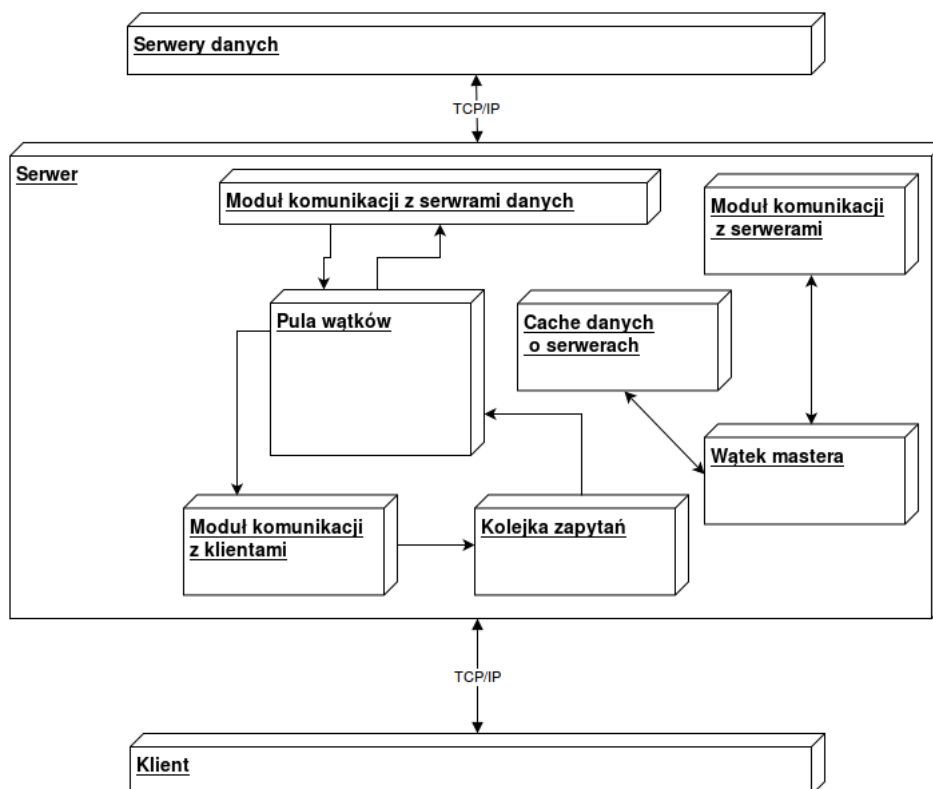 Serwery danych
TCP/IP
Serwer
Moduł komunikacji z serwrami danych
Moduł komunikacji
z serwerami
Pula wątków
Cache danych
o serwerach
Wątek mastera
Moduł komunikacji
z klientami
Kolejka zapytań
TCP/IP
Klient